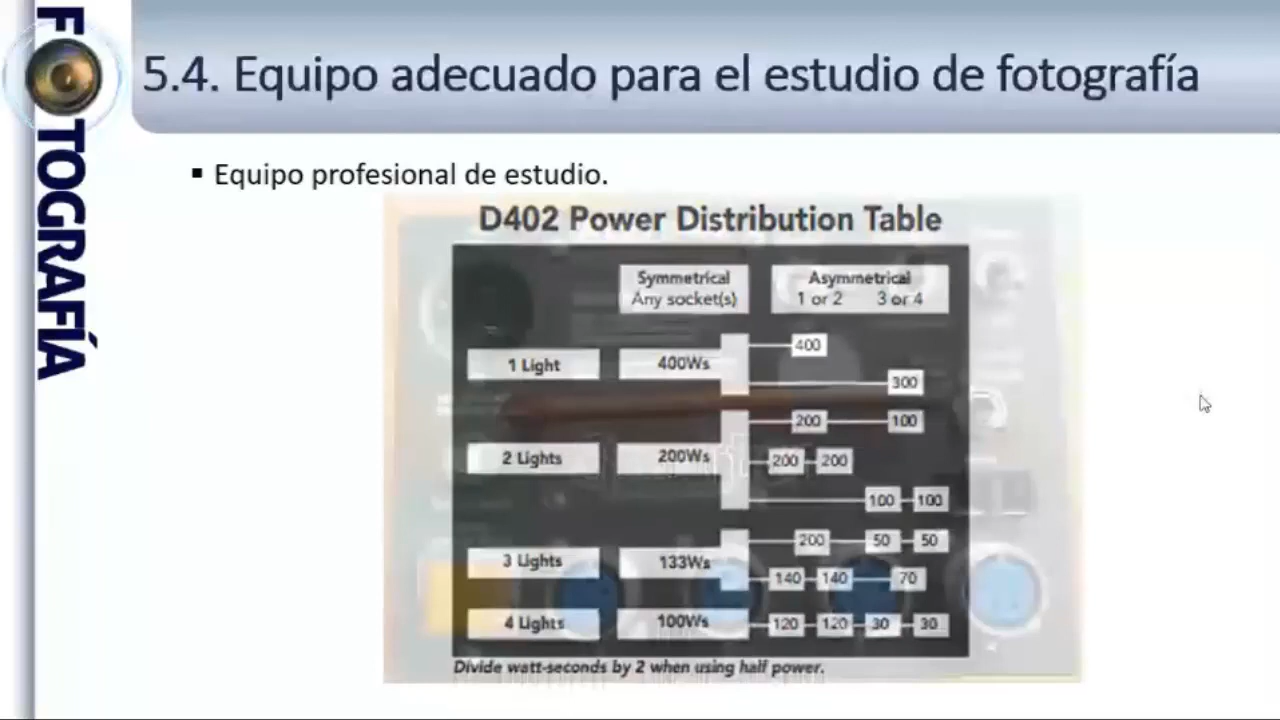 FOTOGRAFÍA
5.4. Equipo adecuado para el estudio de fotografía
▪ Equipo profesional de estudio.
D402 Power Distribution Table
Symmetrical Asymmetrical
Any socket(s) 1 or 2 3 or 4
400
1 Light 400Ws
300
200 100
2 Lights 200Ws 200 200
100 100
200 50 50
3 Lights 133Ws
140 140 70
4 Lights 100Ws 120 120 30 30
Divide watt-seconds by 2 when using half power.